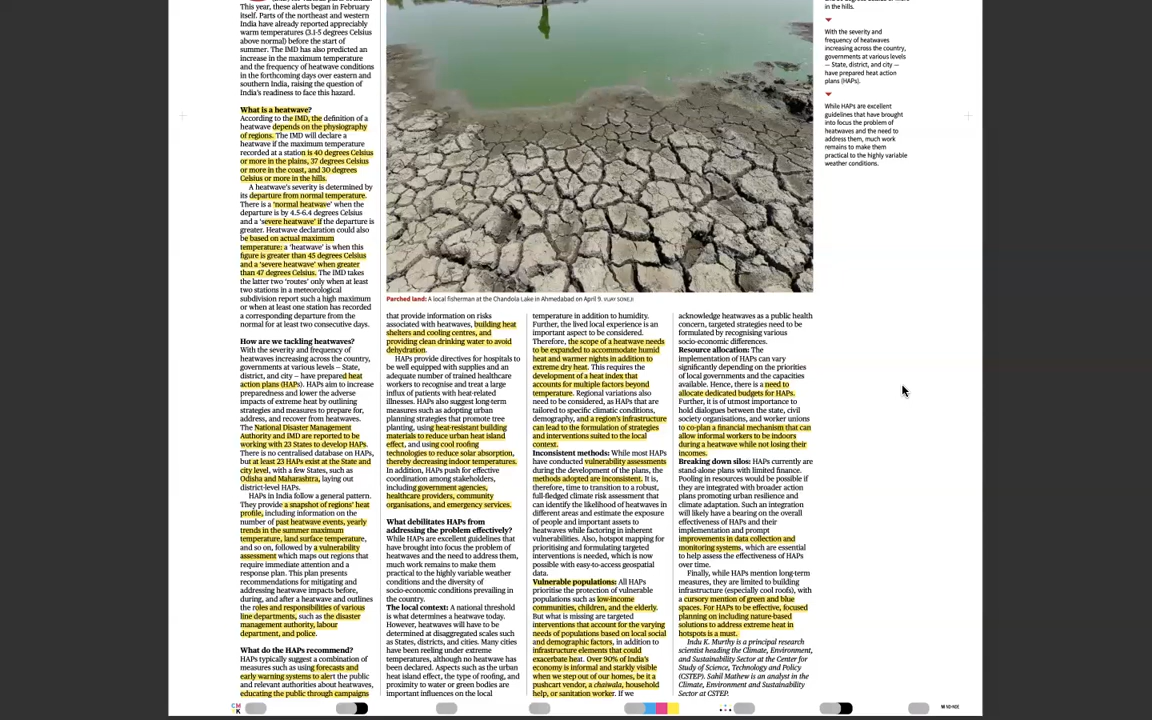 This year, these alerts began in February
itself. Parts of the northeast and western
India have already reported appreciably
warm temperatures (3.1-5 degrees Celsius
above normal) before the start of
summer. The IMD has also predicted an
increase in the maximum temperature
and the frequency of heatwave conditions
in the forthcoming days over eastern and
southern India, raising the question of
India's readiness to face this hazard.
What is a heatwave?
According to the IMD, the definition of a
heatwave depends on the physiography
of regions. The IMD will declare a
heatwave if the maximum temperature
recorded at a station is 40 degrees Celsius
or more in the plains, 37 degrees Celsius
or more in the coast, and 30 degrees
Celsius or more in the hills.
A heatwave's severity is determined by
its departure from normal temperature.
There is a 'normal heatwave' when the
departure is by 4.5-6.4 degrees Celsius
and a 'severe heatwave' if the departure is
greater. Heatwave declaration could also
be based on actual maximum
temperature: a 'heatwave' is when this
figure is greater than 45 degrees Celsius
and a 'severe heatwave' when greater
than 47 degrees Celsius. The IMD takes
the latter two 'routes' only when at least
two stations in a meteorological
subdivision report such a high maximum
or when at least one station has recorded
a corresponding departure from the
normal for at least two consecutive days.
How are we tackling heatwaves?
With the severity and frequency of
heatwaves increasing across the country,
governments at various levels – State,
district, and city – have prepared heat
action plans (HAPs). HAPs aim to increase
preparedness and lower the adverse
impacts of extreme heat by outlining
strategies and measures to prepare for,
address, and recover from heatwaves.
The National Disaster Management
Authority and IMD are reported to be
working with 23 States to develop HAPs.
There is no centralised database on HAPs,
but at least 23 HAPs exist at the State and
city level, with a few States, such as
Odisha and Maharashtra, laying out
district-level HAPs.
HAPs in India follow a general pattern.
They provide a snapshot of regions' heat
profile, including information on the
number of past heatwave events, yearly
trends in the summer maximum
temperature, land surface temperature,
and so on, followed by a vulnerability
assessment which maps out regions that
require immediate attention and a
response plan. This plan presents
recommendations for mitigating and
addressing heatwave impacts before,
during, and after a heatwave and outlines
the roles and responsibilities of various
line departments, such as the disaster
management authority, labour
department, and police.
What do the HAPs recommend?
HAPs typically suggest a combination of
measures such as using forecasts and
early warning systems to alert the public
and relevant authorities about heatwaves,
educating the public through campaigns
Parched land: A local fisherman at the Chandola Lake in Ahmedabad on April 9. VIJAY SONEJI
that provide information on risks
associated with heatwaves, building heat
shelters and cooling centres, and
providing clean drinking water to avoid
dehydration.
HAPs provide directives for hospitals to
be well equipped with supplies and an
adequate number of trained healthcare
workers to recognise and treat a large
influx of patients with heat-related
illnesses. HAPs also suggest long-term
measures such as adopting urban
planning strategies that promote tree
planting, using heat-resistant building
materials to reduce urban heat island
effect, and using cool roofing
technologies to reduce solar absorption,
thereby decreasing indoor temperatures.
In addition, HAPs push for effective
coordination among stakeholders,
including government agencies,
healthcare providers, community
organisations, and emergency services.
What debilitates HAPs from
addressing the problem effectively?
While HAPs are excellent guidelines that
have brought into focus the problem of
heatwaves and the need to address them,
much work remains to make them
practical to the highly variable weather
conditions and the diversity of
socio-economic conditions prevailing in
the country.
The local context: A national threshold
is what determines a heatwave today.
However, heatwaves will have to be
determined at disaggregated scales such
as States, districts, and cities. Many cities
have been reeling under extreme
temperatures, although no heatwave has
been declared. Aspects such as the urban
heat island effect, the type of roofing, and
proximity to water or green bodies are
important influences on the local
temperature in addition to humidity.
Further, the lived local experience is an
important aspect to be considered.
Therefore, the scope of a heatwave needs
to be expanded to accommodate humid
heat and warmer nights in addition to
extreme dry heat. This requires the
development of a heat index that
accounts for multiple factors beyond
temperature. Regional variations also
need to be considered, as HAPs that are
tailored to specific climatic conditions,
demography, and a region's infrastructure
can lead to the formulation of strategies
and interventions suited to the local
context.
Inconsistent methods: While most HAPs
have conducted vulnerability assessments
during the development of the plans, the
methods adopted are inconsistent. It is,
therefore, time to transition to a robust,
full-fledged climate risk assessment that
can identify the likelihood of heatwaves in
different areas and estimate the exposure
of people and important assets to
heatwaves while factoring in inherent
vulnerabilities. Also, hotspot mapping for
prioritising and formulating targeted
interventions is needed, which is now
possible with easy-to-access geospatial
data.
Vulnerable populations: All HAPs
prioritise the protection of vulnerable
populations such as low-income
communities, children, and the elderly.
But what is missing are targeted
interventions that account for the varying
needs of populations based on local social
and demographic factors, in addition to
infrastructure elements that could
exacerbate heat. Over 90% of India's
economy is informal and starkly visible
when we step out of our homes, be it a
pushcart vendor, a chaiwala, household
help, or sanitation worker. If we
acknowledge heatwaves as a public health
concern, targeted strategies need to be
formulated by recognising various
socio-economic differences.
Resource allocation: The
implementation of HAPs can vary
significantly depending on the priorities
of local governments and the capacities
available. Hence, there is a need to
allocate dedicated budgets for HAPs.
Further, it is of utmost importance to
hold dialogues between the state, civil
society organisations, and worker unions
to co-plan a financial mechanism that can
allow informal workers to be indoors
during a heatwave while not losing their
incomes.
Breaking down silos: HAPs currently are
stand-alone plans with limited finance.
Pooling in resources would be possible if
they are integrated with broader action
plans promoting urban resilience and
climate adaptation. Such an integration
will likely have a bearing on the overall
effectiveness of HAPs and their
implementation and prompt
improvements in data collection and
monitoring systems, which are essential
to help assess the effectiveness of HAPs
over time.
Finally, while HAPs mention long-term
measures, they are limited to building
infrastructure (especially cool roofs), with
a cursory mention of green and blue
spaces. For HAPs to be effective, focused
planning on including nature-based
solutions to address extreme heat in
hotspots is a must.
Indu K. Murthy is a principal research
scientist heading the Climate, Environment,
and Sustainability Sector at the Center for
Study of Science, Technology and Policy
(CSTEP). Sahil Mathew is an analyst in the
Climate, Environment and Sustainability
Sector at CSTEP.
in the hills.
With the severity and
frequency of heatwaves
increasing across the country,
governments at various levels
— State, district, and city —
have prepared heat action
plans (HAPs).
While HAPs are excellent
guidelines that have brought
into focus the problem of
heatwaves and the need to
address them, much work
remains to make them
practical to the highly variable
weather conditions.
CM
YK